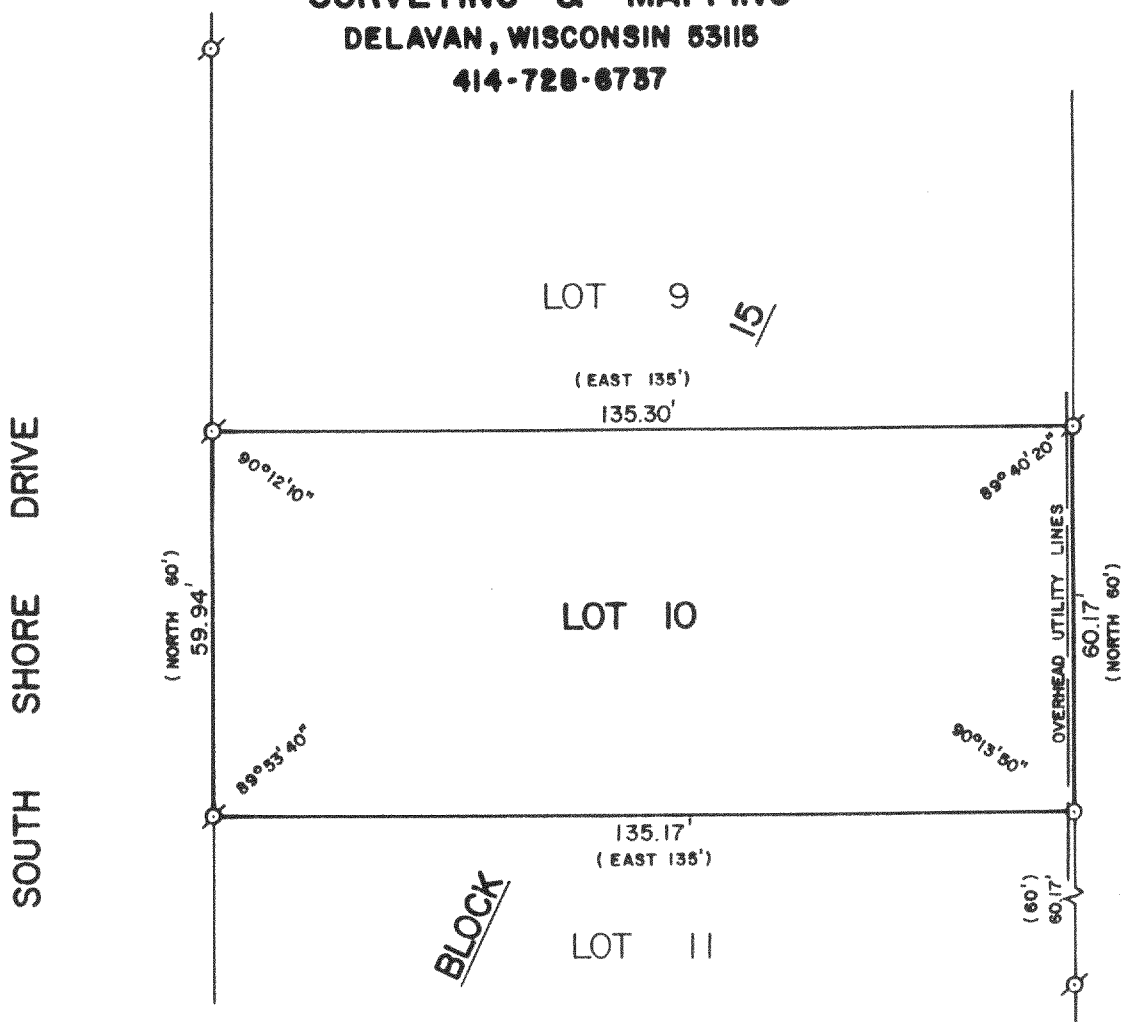 SURVEYING & MAPPING
DELAVAN, WISCONSIN 53115
414-728-6737
LOT 9
15
(EAST 135')
135.30'
90°12'10"
89°40'20"
SOUTH SHORE DRIVE
(NORTH 60')
59.94'
LOT 10
OVERHEAD UTILITY LINES
60.17'
(NORTH 60')
89°53'40"
90°13'50"
135.17'
(EAST 135')
BLOCK
(60')
60.17'
LOT 11